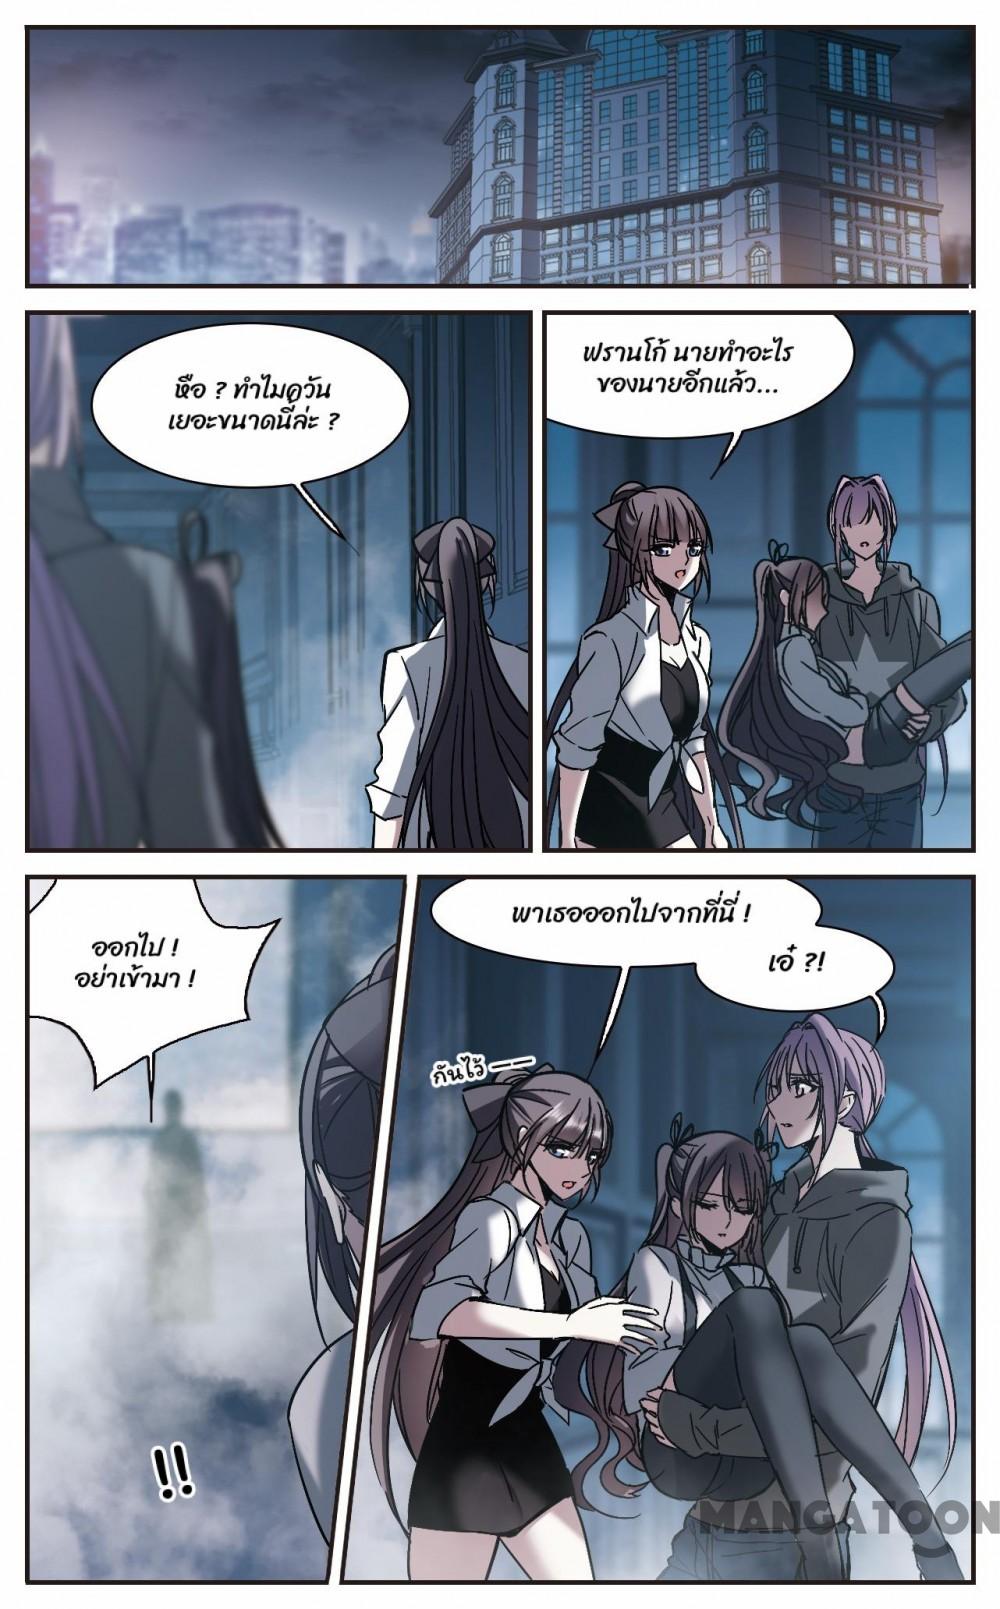 หือ ? ทำไมควัน
เยอะขนาดนี้ล่ะ ?
ฟรานโก้ นายทำอะไร
ของนายอีกแล้ว...
ออกไป !
อย่าเข้ามา !
พาเธอออกไปจากที่นี่ !
เอ๋ ?!
กันไว้ ——
!!
MANGATOON